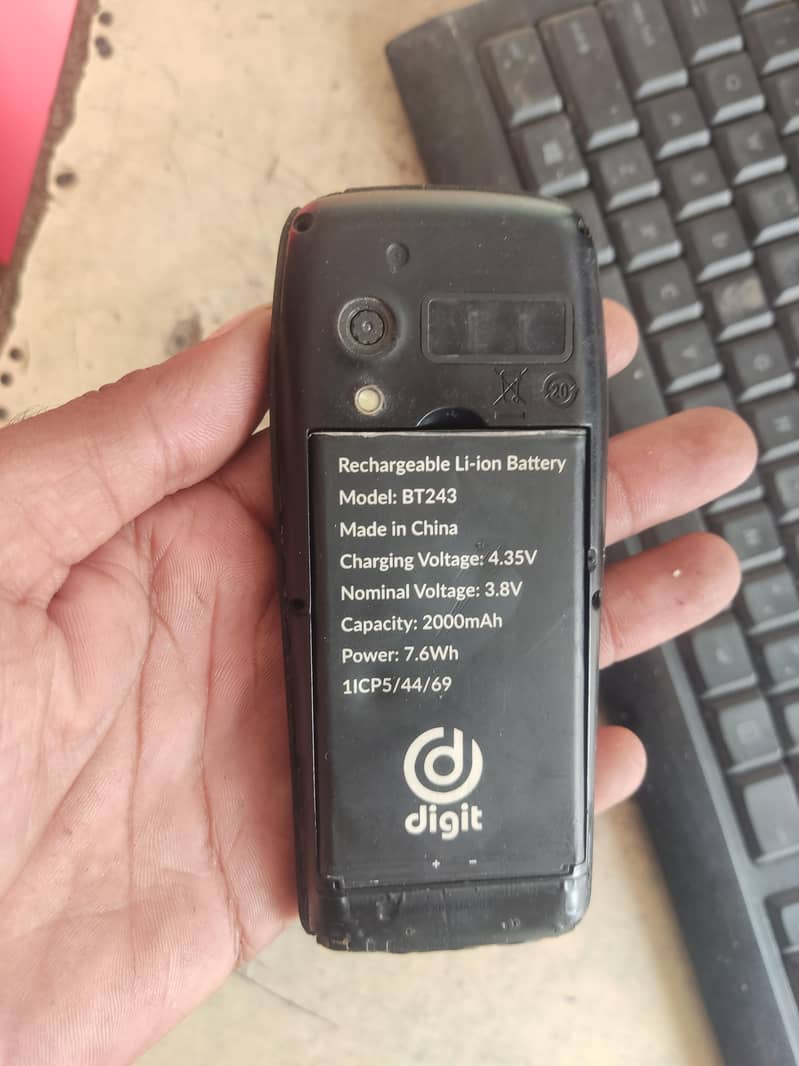 20
Rechargeable Li-ion Battery
Model: BT243
Made in China
Charging Voltage: 4.35V
Nominal Voltage: 3.8V
Capacity: 2000mAh
Power: 7.6Wh
1ICP5/44/69
d
digit
+ -